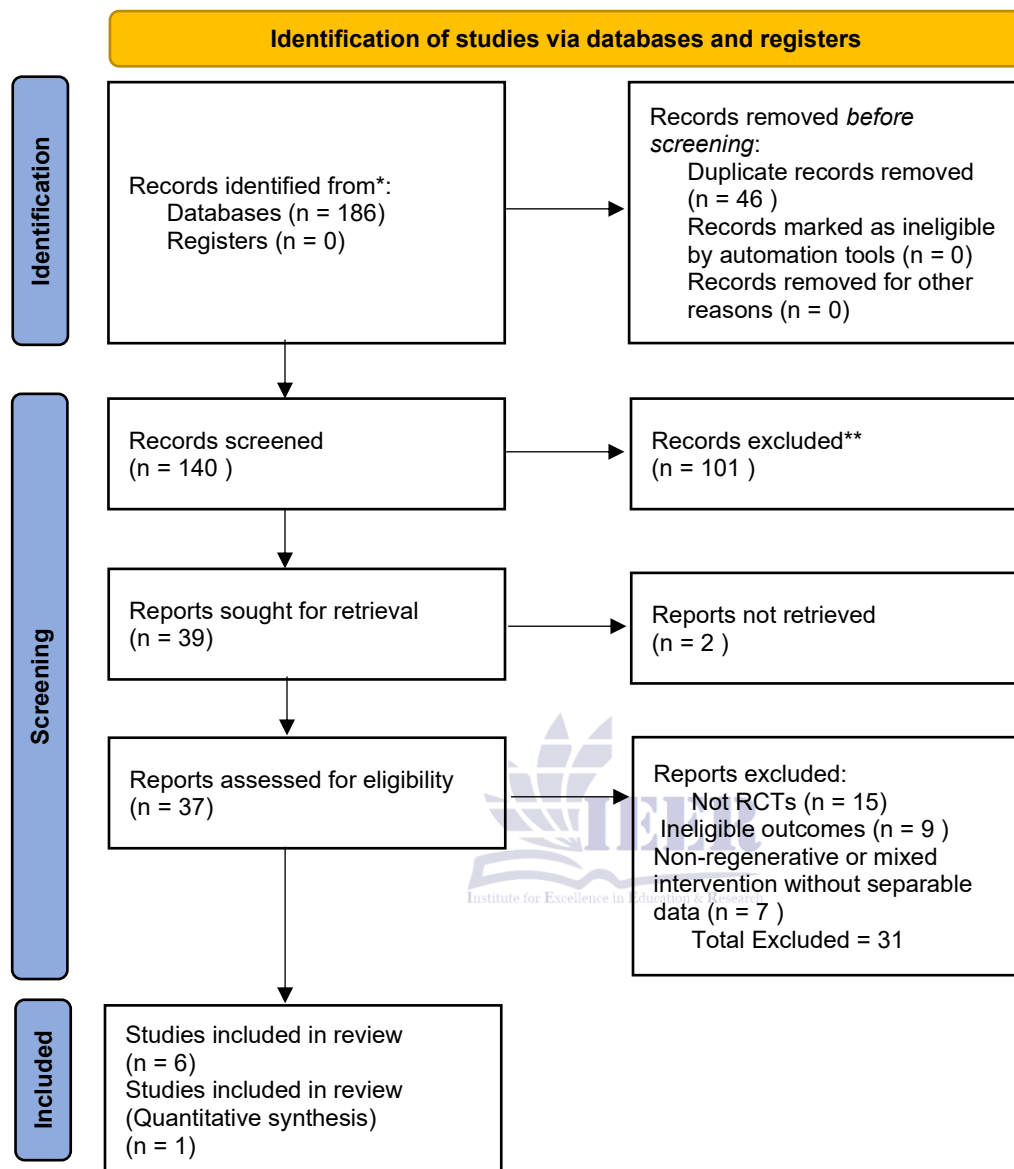 Identification of studies via databases and registers
Identification
Records identified from*:
Databases (n = 186)
Registers (n = 0)
Records removed before
screening:
Duplicate records removed
(n = 46 )
Records marked as ineligible
by automation tools (n = 0)
Records removed for other
reasons (n = 0)
Screening
Records screened
(n = 140 )
Records excluded**
(n = 101 )
Reports sought for retrieval
(n = 39)
Reports not retrieved
(n = 2 )
Reports assessed for eligibility
(n = 37)
Reports excluded:
Not RCTs (n = 15)
Ineligible outcomes (n = 9 )
Non-regenerative or mixed
intervention without separable
data (n = 7 )
Total Excluded = 31
IEER
Institute for Excellence in Education & Research
Included
Studies included in review
(n = 6)
Studies included in review
(Quantitative synthesis)
(n = 1)